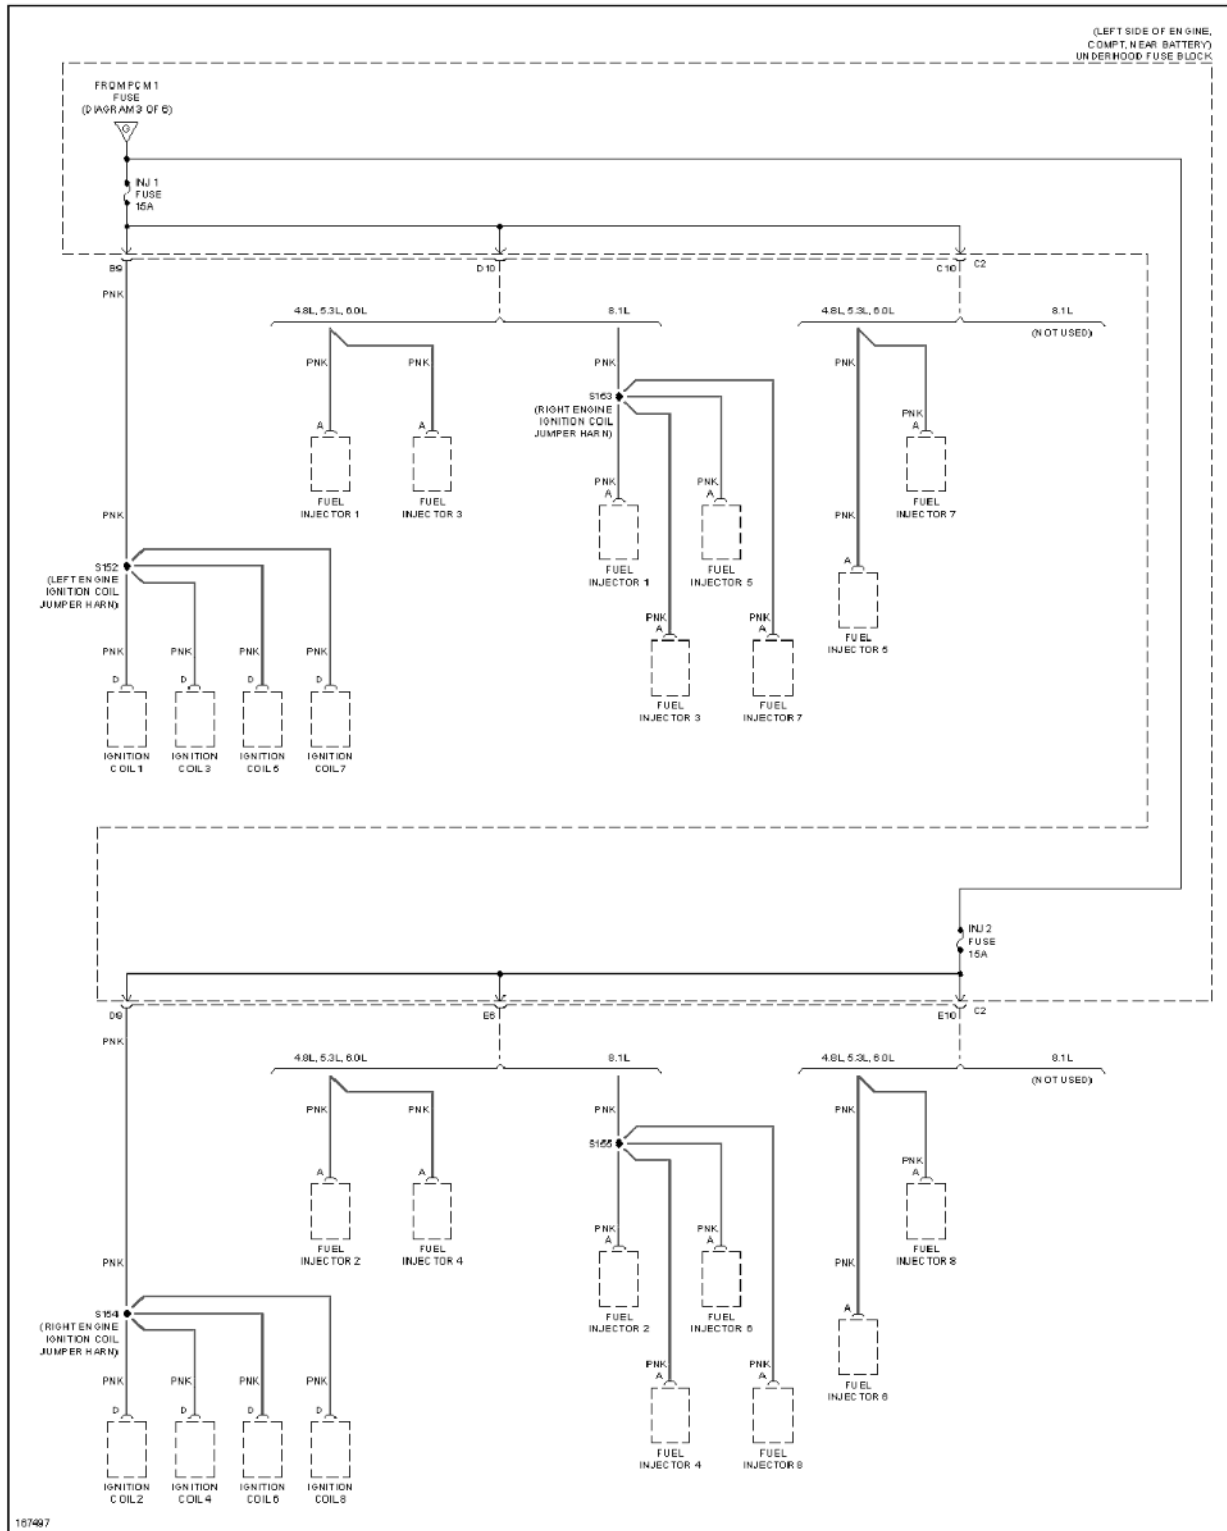 (LEFT SIDE OF ENGINE,
COMPT, NEAR BATTERY)
UNDERHOOD FUSE BLOCK
FROM PCM 1
FUSE
(DIAGRAM 3 OF 6)
G
INJ 1
FUSE
15A
B9
D10
C10
C2
PNK
4.8L, 5.3L, 6.0L
8.1L
4.8L, 5.3L, 6.0L
8.1L
(NOT USED)
PNK
PNK
PNK
PNK
S163
(RIGHT ENGINE
IGNITION COIL
JUMPER HARN)
PNK
A
A
A
FUEL
INJECTOR 1
FUEL
INJECTOR 3
FUEL
INJECTOR 7
PNK
A
PNK
A
PNK
PNK
FUEL
INJECTOR 1
FUEL
INJECTOR 5
A
S152
(LEFT ENGINE
IGNITION COIL
JUMPER HARN)
PNK
A
PNK
A
FUEL
INJECTOR 5
PNK
PNK
PNK
PNK
D
D
D
D
FUEL
INJECTOR 3
FUEL
INJECTOR 7
IGNITION
COIL 1
IGNITION
COIL 3
IGNITION
COIL 5
IGNITION
COIL 7
INJ 2
FUSE
15A
D9
E6
E10
C2
PNK
4.8L, 5.3L, 6.0L
8.1L
4.8L, 5.3L, 6.0L
8.1L
(NOT USED)
PNK
PNK
PNK
PNK
S155
PNK
A
A
A
FUEL
INJECTOR 2
FUEL
INJECTOR 4
FUEL
INJECTOR 8
PNK
A
PNK
A
PNK
PNK
FUEL
INJECTOR 2
FUEL
INJECTOR 6
A
S154
(RIGHT ENGINE
IGNITION COIL
JUMPER HARN)
PNK
A
PNK
A
FUEL
INJECTOR 6
PNK
PNK
PNK
PNK
D
D
D
D
FUEL
INJECTOR 4
FUEL
INJECTOR 8
IGNITION
COIL 2
IGNITION
COIL 4
IGNITION
COIL 6
IGNITION
COIL 8
167497